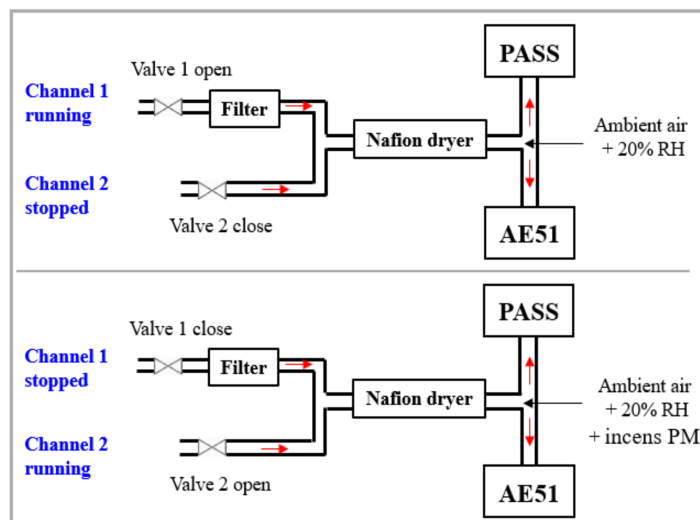 PASS
Valve 1 open
Channel 1
running
Filter
Nafion dryer
Ambient air
+ 20% RH
Channel 2
stopped
Valve 2 close
AE51
PASS
Valve 1 close
Channel 1
stopped
Filter
Nafion dryer
Ambient air
+ 20% RH
+ incens PM
Channel 2
running
Valve 2 open
AE51